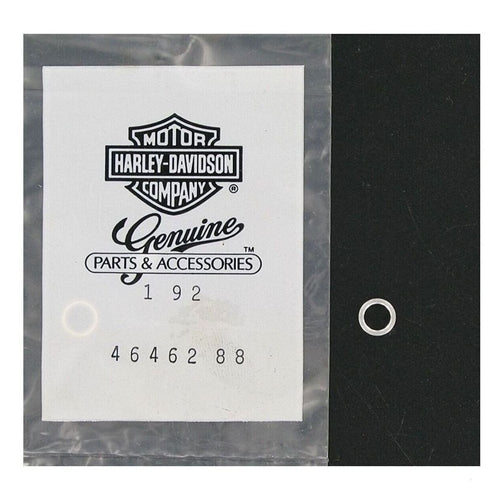 MOTOR
HARLEY-DAVIDSON
COMPANY ®
Genuine ™
PARTS & ACCESSORIES
1 92
46462 88